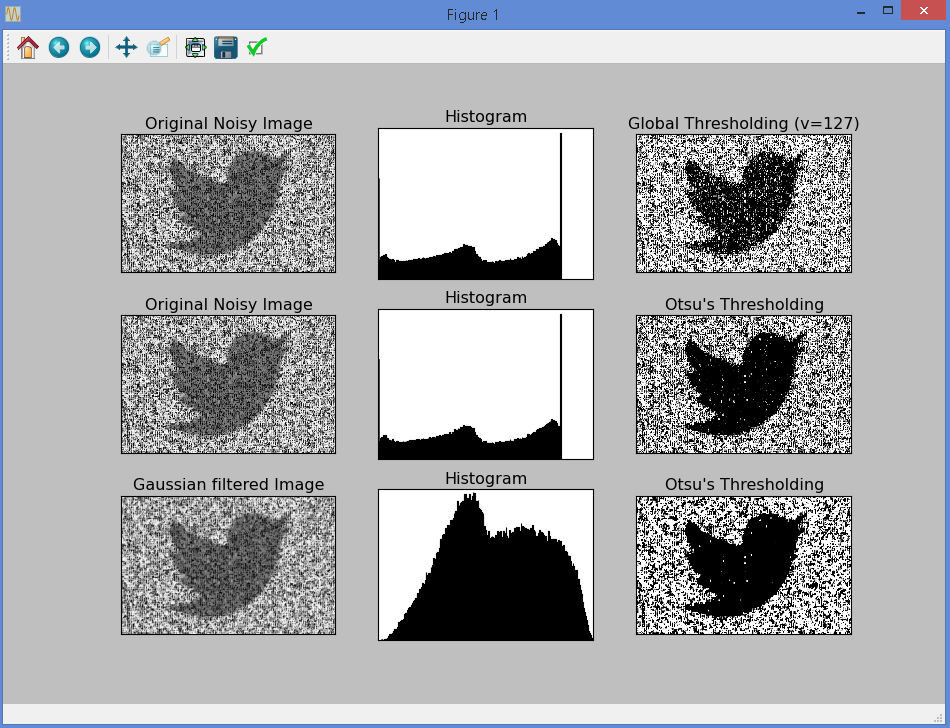 Figure 1
Original Noisy Image
Histogram
Global Thresholding (v=127)
Original Noisy Image
Histogram
Otsu's Thresholding
Gaussian filtered Image
Histogram
Otsu's Thresholding